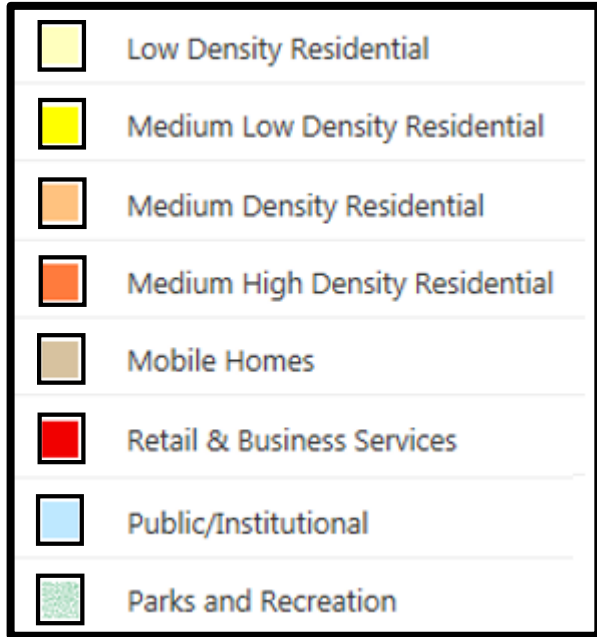 Low Density Residential
Medium Low Density Residential
Medium Density Residential
Medium High Density Residential
Mobile Homes
Retail & Business Services
Public/Institutional
Parks and Recreation